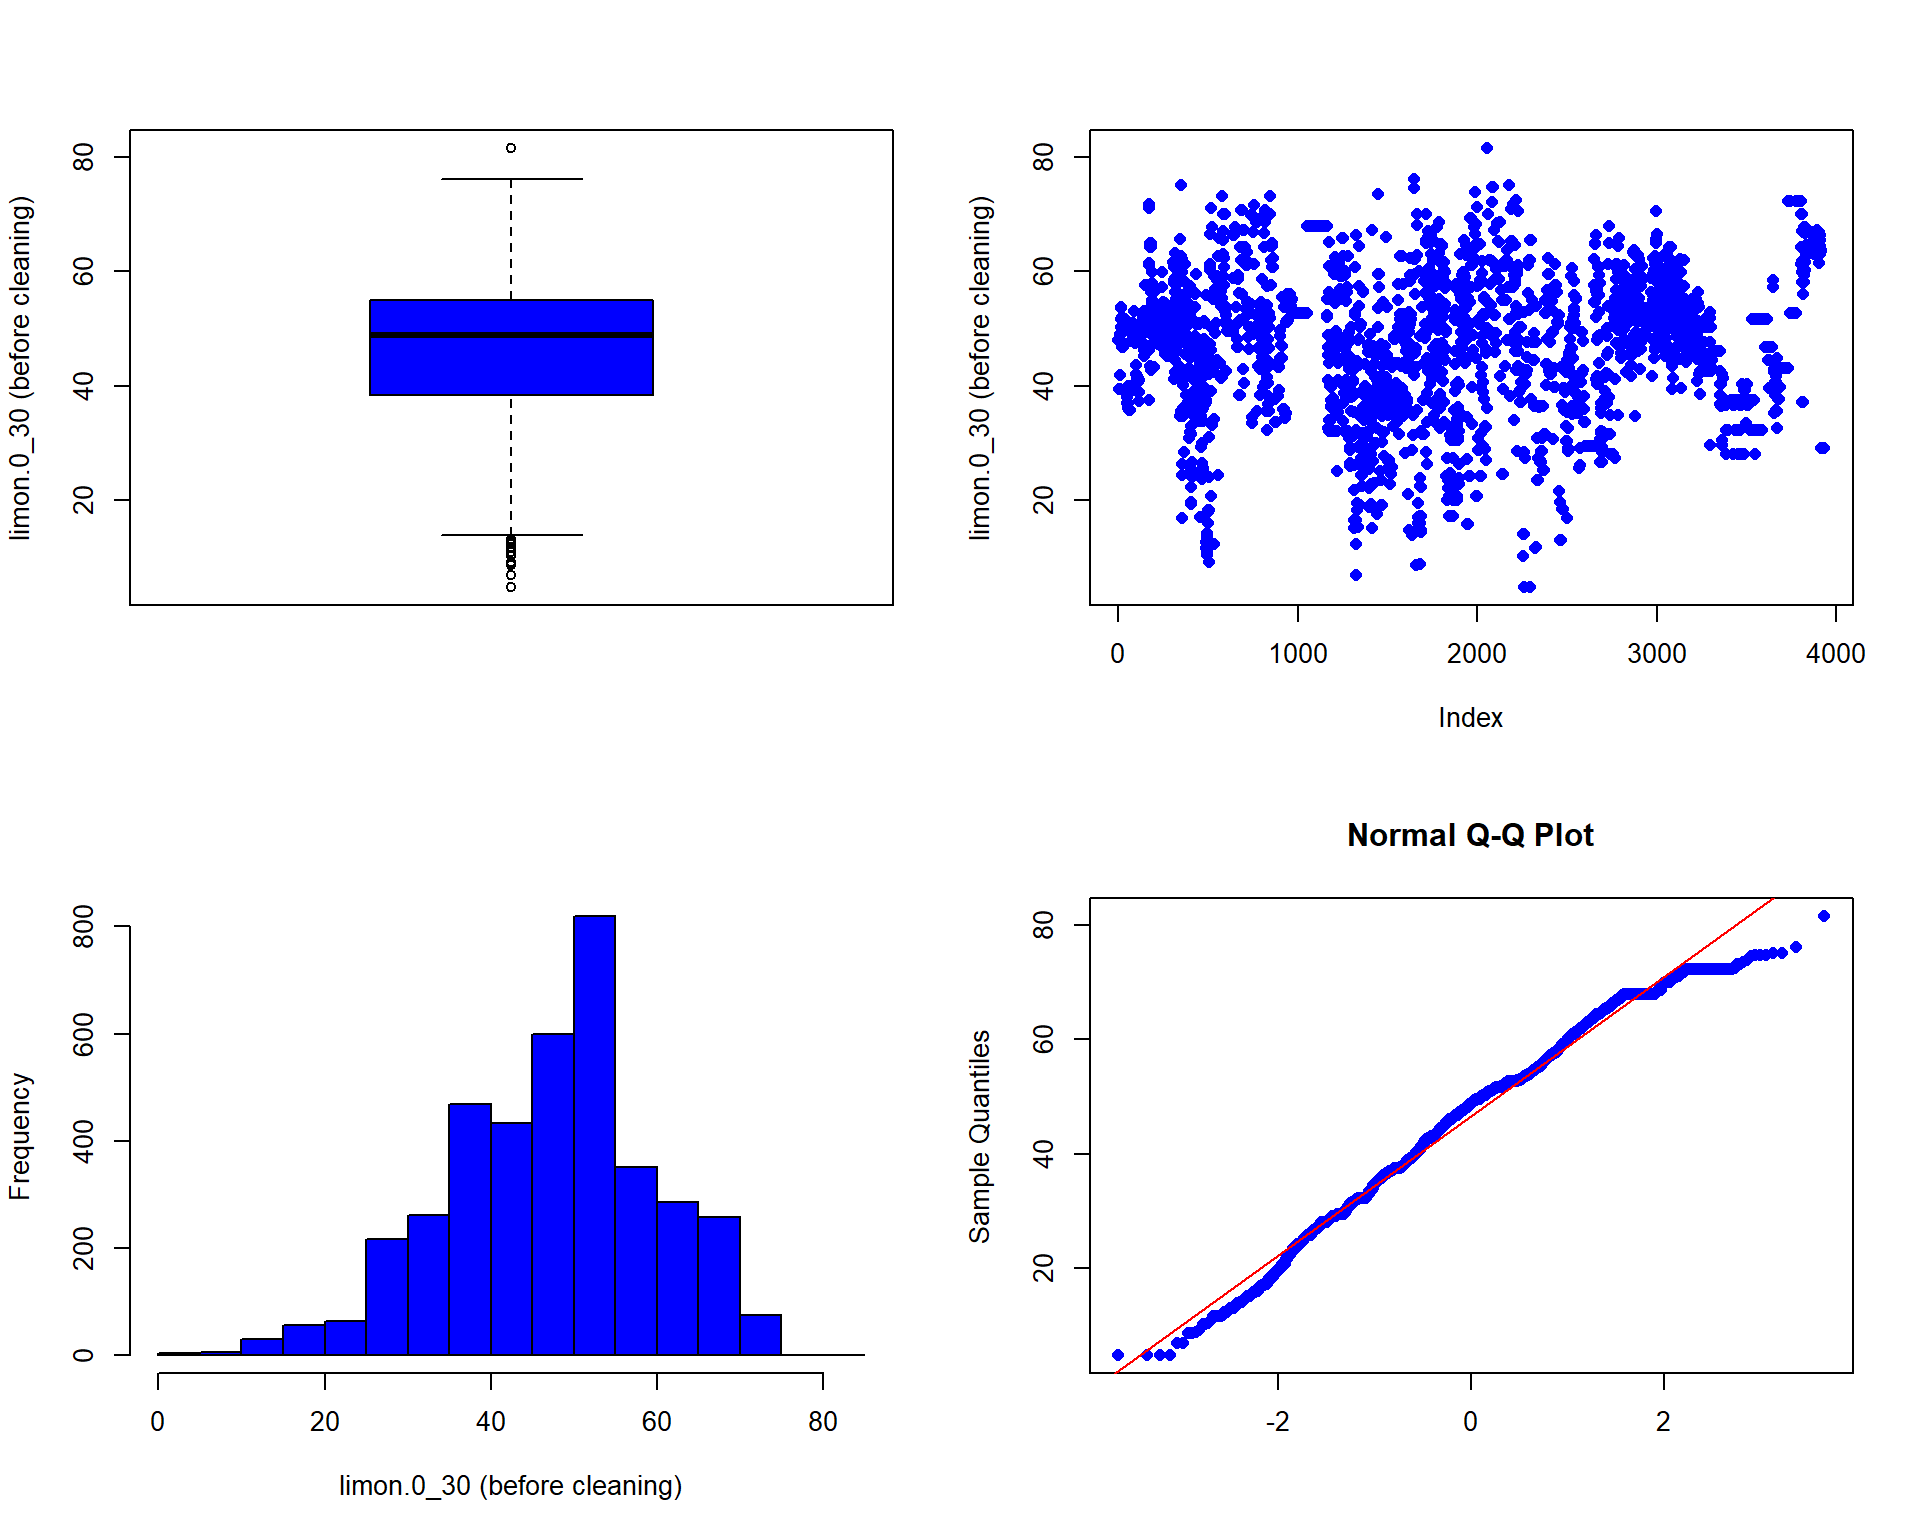 limon.0_30 (before cleaning)
80
60
40
20
limon.0_30 (before cleaning)
80
60
40
20
0 1000 2000 3000 4000
Index
Frequency
800
600
400
200
0
0 20 40 60 80
limon.0_30 (before cleaning)
Normal Q-Q Plot
Sample Quantiles
80
60
40
20
-2 0 2